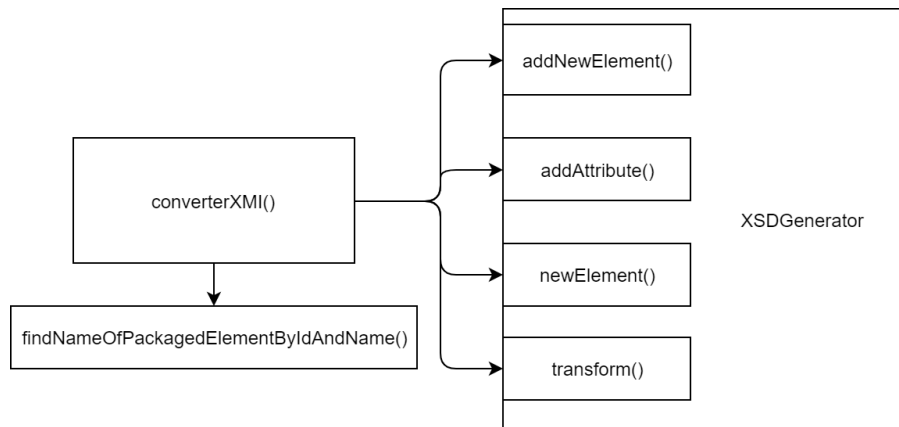 addNewElement()
converterXMI()
addAttribute()
XSDGenerator
newElement()
findNameOfPackagedElementByIdAndName()
transform()